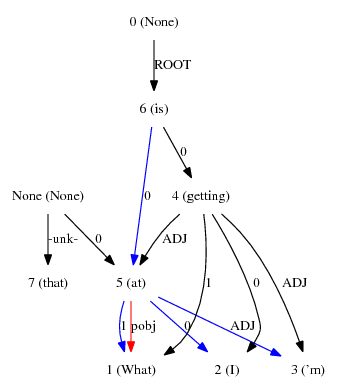 0 (None)
ROOT
6 (is)
0
None (None)
0
4 (getting)
-unk-
0
ADJ
7 (that)
5 (at)
1
0
ADJ
1
pobj
0
ADJ
1 (What)
2 (I)
3 ('m)